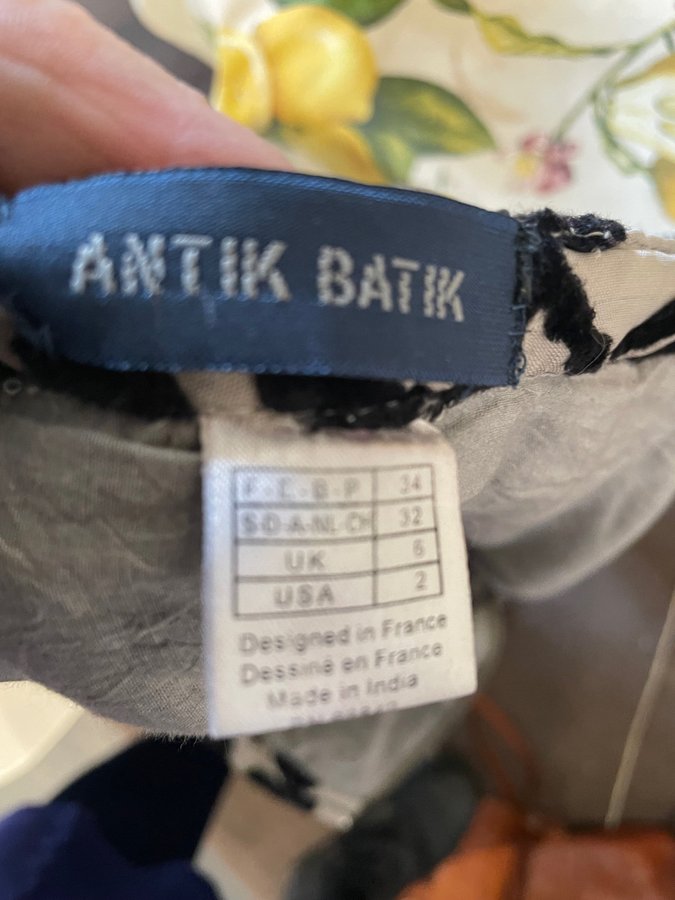 ANTIK BATIK
F-E-B-P 34
S-D-A-NL-CH 32
UK 6
USA 2
Designed in France
Dessiné en France
Made in India